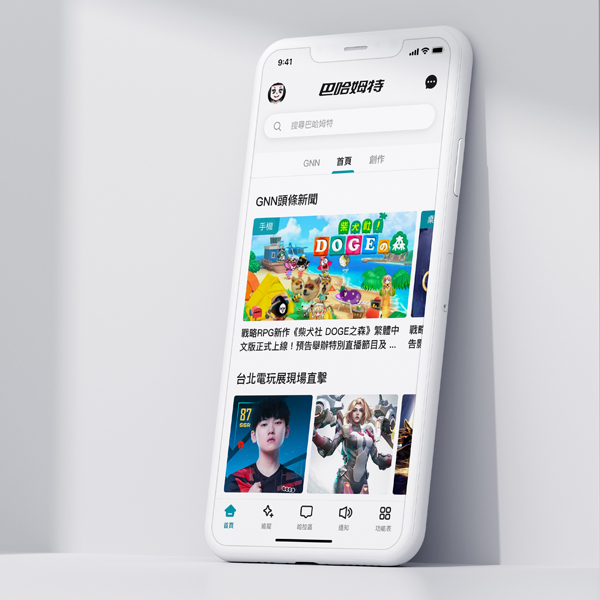 9:41
巴哈姆特
搜尋巴哈姆特
GNN 首頁 創作
GNN頭條新聞
手機
柴犬社!
DOGEの森
戰略RPG新作《柴犬社 DOGE之森》繁體中
文版正式上線！預告舉辦特別直播節目及 ...
戰略
台北電玩展現場直擊
87
SSR
首頁 追蹤 哈拉區 通知 功能表